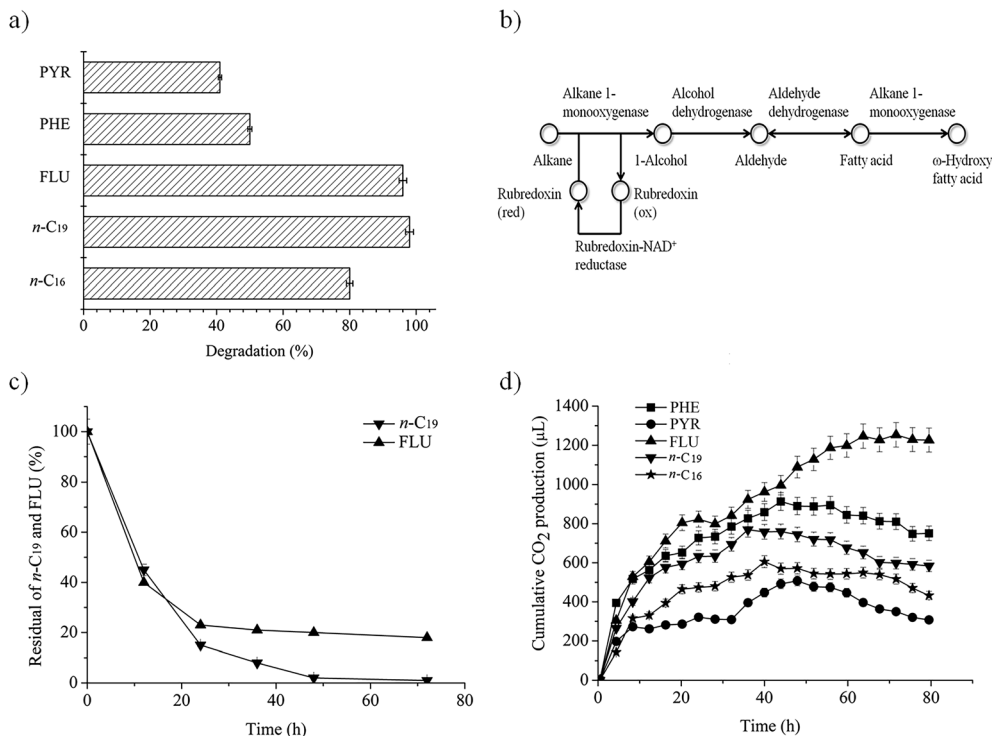 a)
PYR
PHE
FLU
n-C19
n-C16
0 20 40 60 80 100
Degradation (%)
b)
Alkane 1-
monooxygenase
Alcohol
dehydrogenase
Aldehyde
dehydrogenase
Alkane 1-
monooxygenase
Alkane
1-Alcohol
Aldehyde
Fatty acid
ω-Hydroxy
fatty acid
Rubredoxin
(red)
Rubredoxin
(ox)
Rubredoxin-NAD⁺
reductase
c)
Residual of n-C19 and FLU (%)
100
80
60
40
20
0
0 20 40 60 80
Time (h)
n-C19
FLU
d)
Cumulative CO2 production (μL)
1400
1200
1000
800
600
400
200
0
0 10 20 30 40 50 60 70 80
Time (h)
PHE
PYR
FLU
n-C19
n-C16